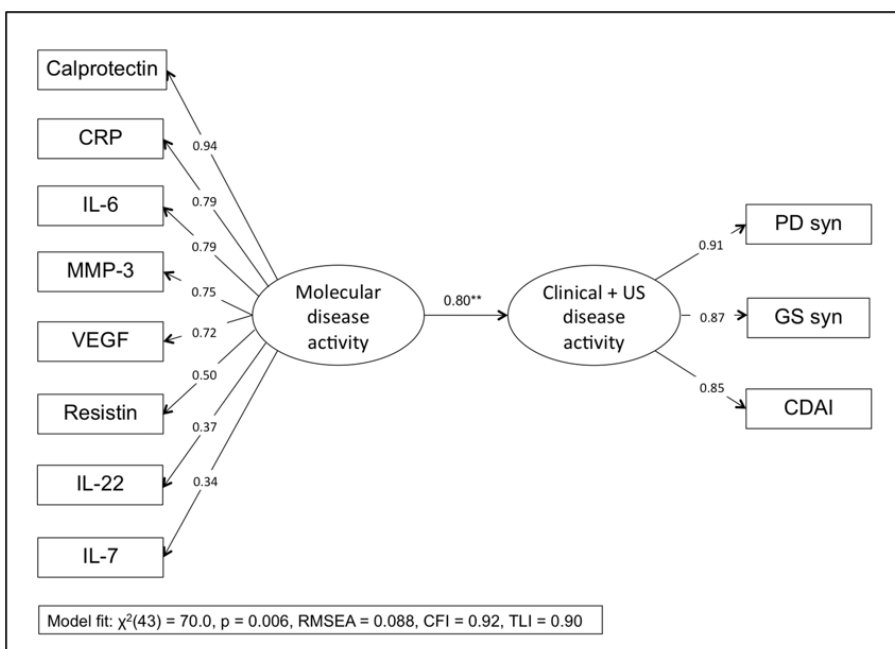 Calprotectin
CRP
IL-6
MMP-3
VEGF
Resistin
IL-22
IL-7
0.94
0.79
0.79
0.75
0.72
0.50
0.37
0.34
Molecular
disease
activity
0.80**
Clinical + US
disease
activity
0.91
0.87
0.85
PD syn
GS syn
CDAI
Model fit: χ²(43) = 70.0, p = 0.006, RMSEA = 0.088, CFI = 0.92, TLI = 0.90